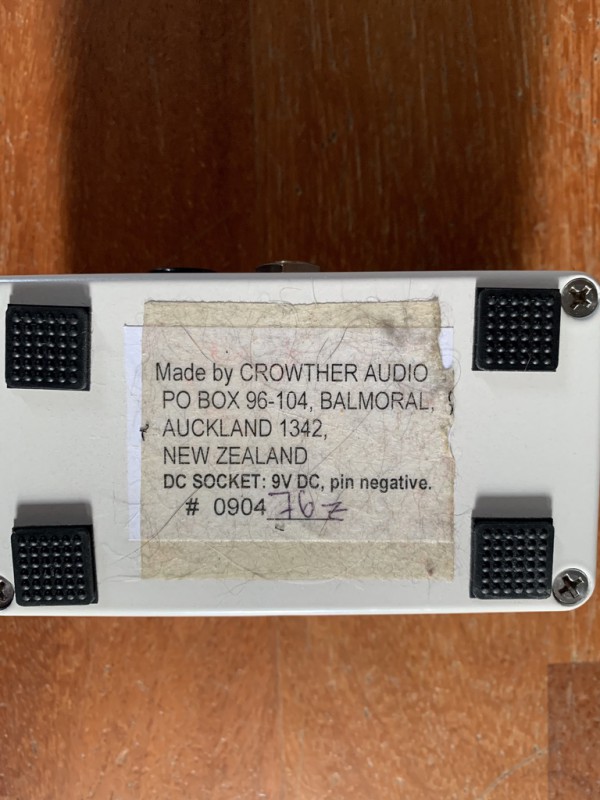 Made by CROWTHER AUDIO
PO BOX 96-104, BALMORAL,
AUCKLAND 1342,
NEW ZEALAND
DC SOCKET: 9V DC, pin negative.
# 0904